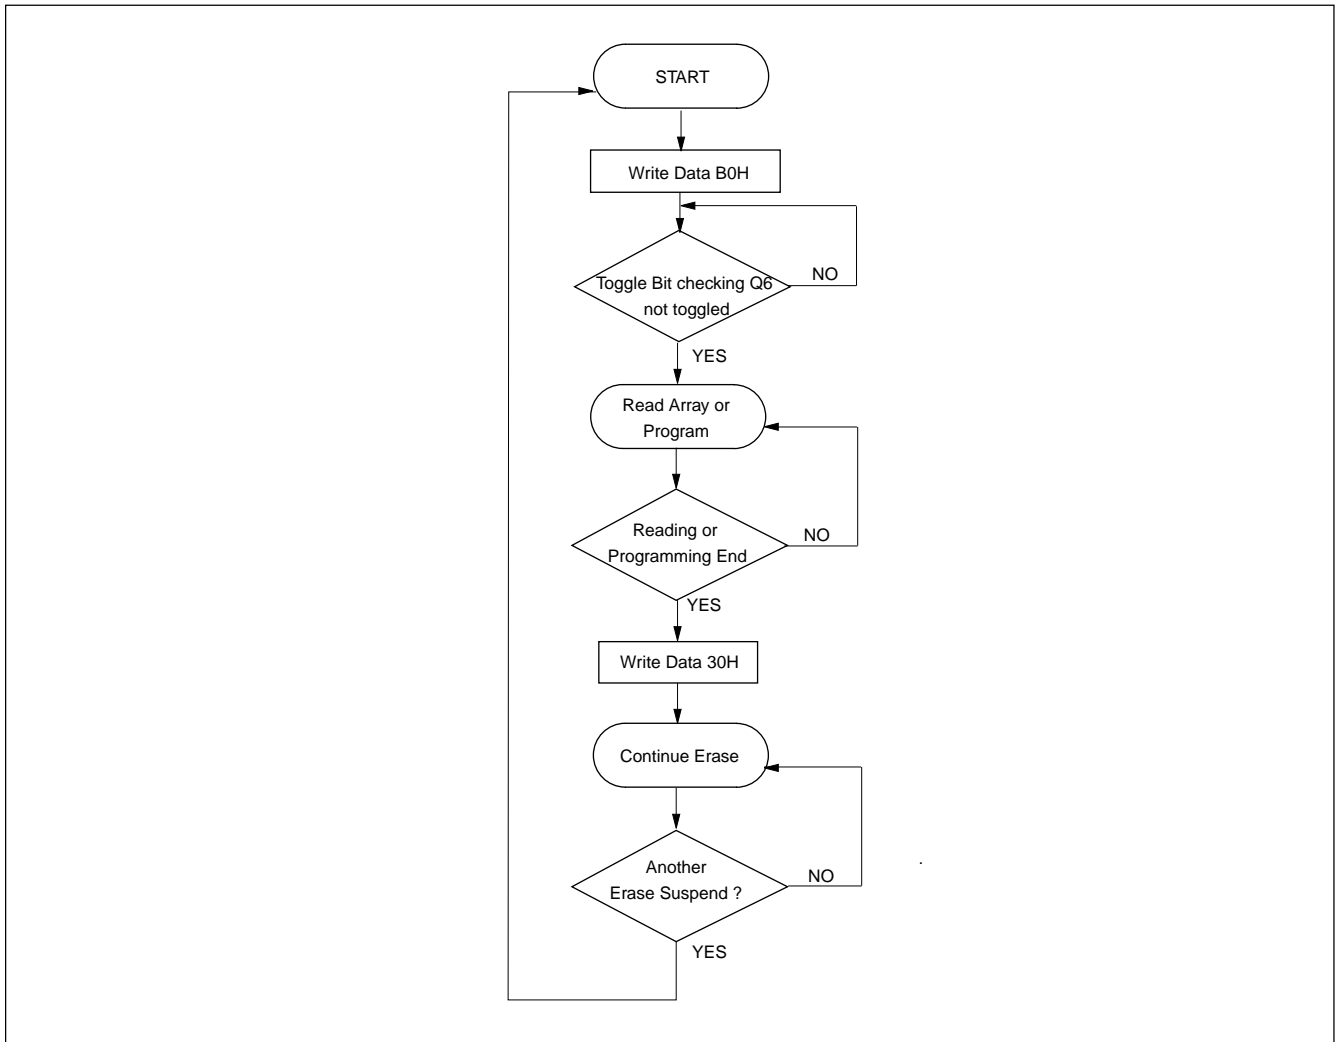 START
Write Data B0H
Toggle Bit checking Q6
not toggled
NO
YES
Read Array or
Program
Reading or
Programming End
NO
YES
Write Data 30H
Continue Erase
Another
Erase Suspend ?
NO
YES